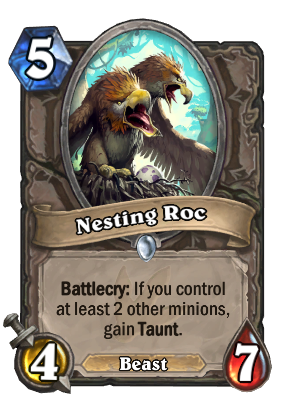 5
Nesting Roc
Battlecry: If you control
at least 2 other minions,
gain Taunt.
4
Beast
7